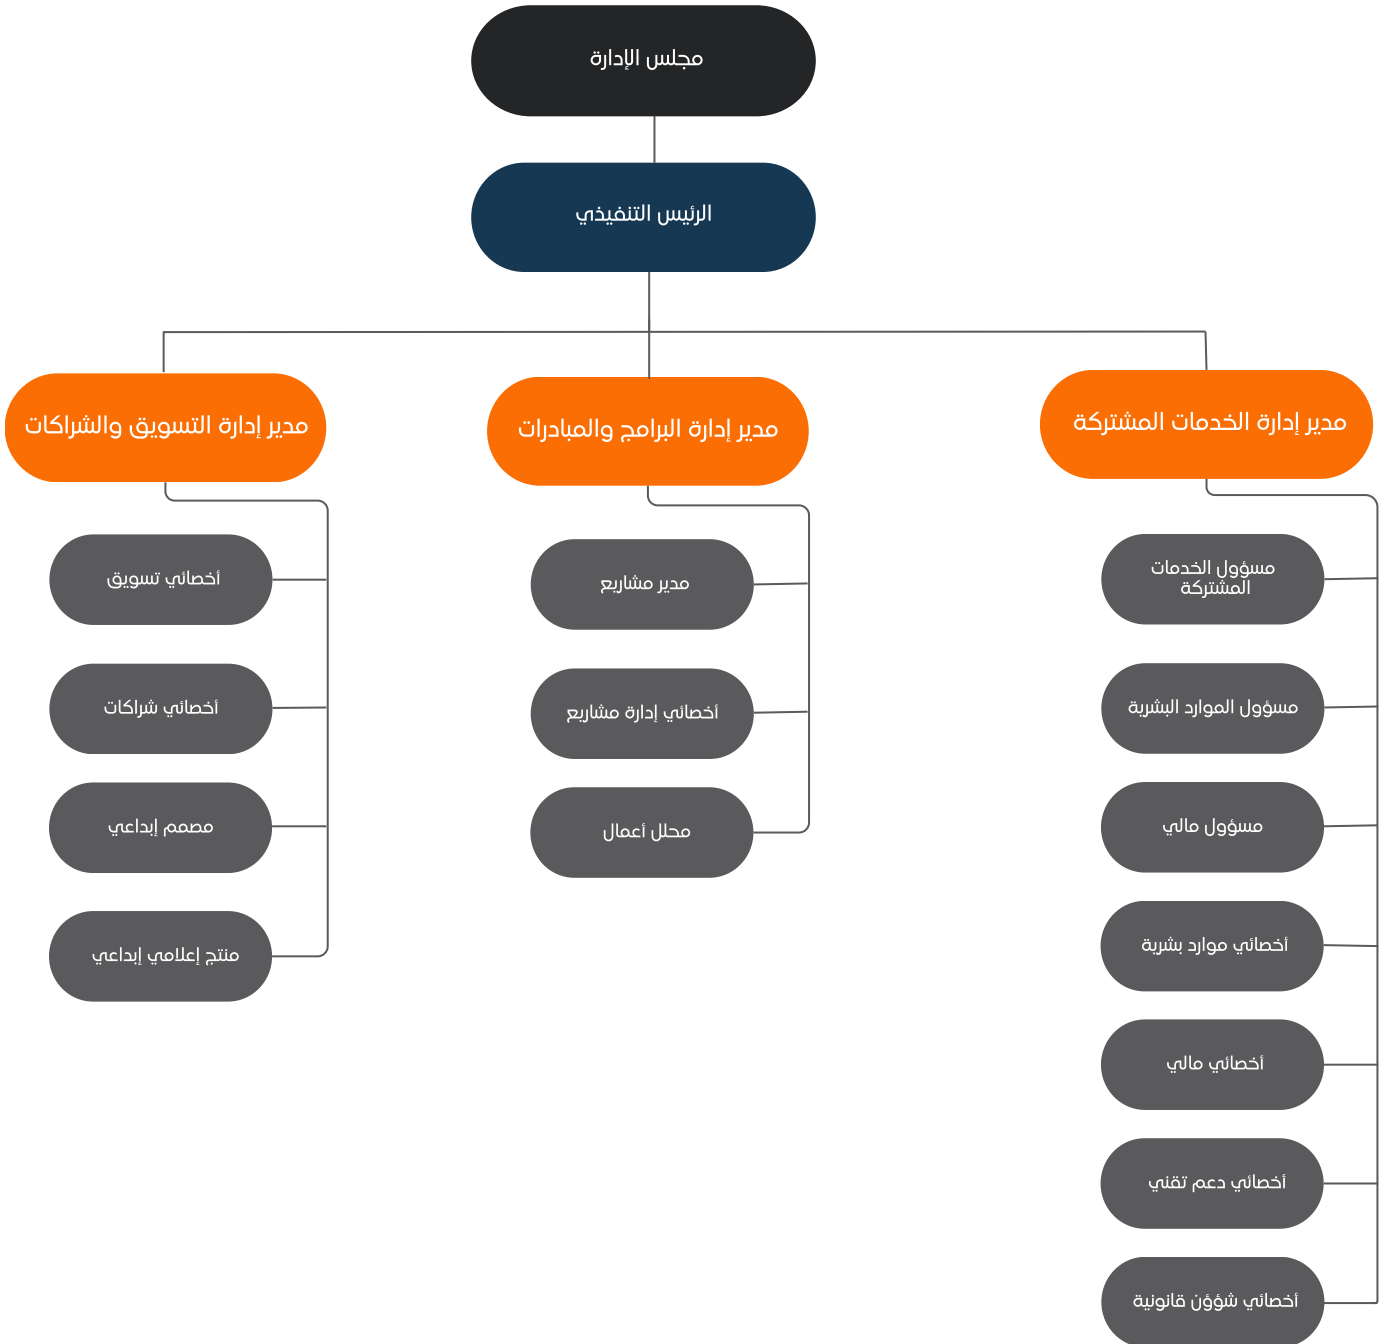 مجلس الإدارة
الرئيس التنفيذي
مدير إدارة الخدمات المشتركة
مسؤول الخدمات
المشتركة
مسؤول الموارد البشرية
مسؤول مالي
أخصائي موارد بشرية
أخصائي مالي
أخصائي دعم تقني
أخصائي شؤؤن قانونية
مدير إدارة البرامج والمبادرات
مدير مشاريع
أخصائي إدارة مشاريع
محلل أعمال
مدير إدارة التسويق والشراكات
أخصائي تسويق
أخصائي شراكات
مصمم إبداعي
منتج إعلامي إبداعي